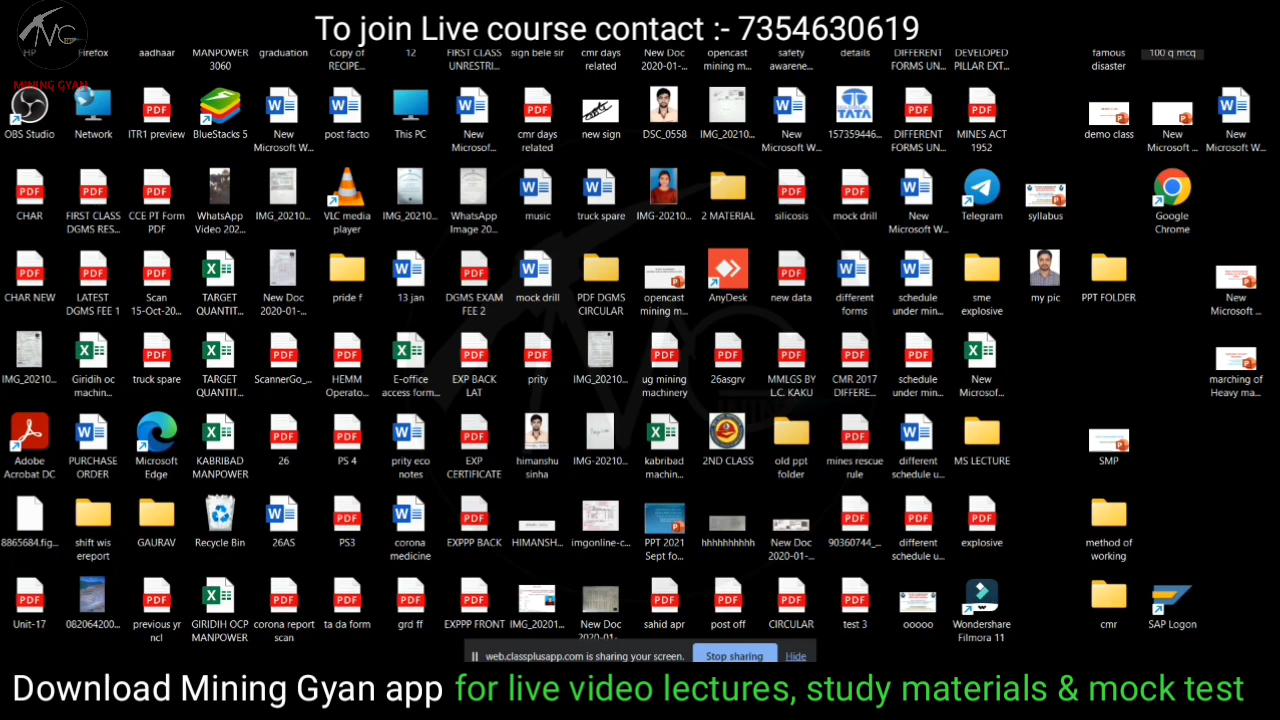 To join Live course contact :- 7354630619
MINING GYAN
HP Firefox aadhaar MANPOWER 3060 graduation Copy of RECIPE... 12 FIRST CLASS UNRESTRI... sign bele sir cmr days related New Doc 2020-01-... opencast mining m... safety awarene... details DIFFERENT FORMS UN... DEVELOPED PILLAR EXT... famous disaster 100 q mcq
OBS Studio Network ITR1 preview BlueStacks 5 New Microsoft W... post facto This PC New Microsof... cmr days related new sign DSC_0558 IMG_20210... New Microsoft W... 157359446... DIFFERENT FORMS UN... MINES ACT 1952 demo class New Microsoft ... New Microsoft W...
CHAR FIRST CLASS DGMS RES... CCE PT Form PDF WhatsApp Video 202... IMG_20210... VLC media player IMG_20210... WhatsApp Image 20... music truck spare IMG-20210... 2 MATERIAL silicosis mock drill New Microsoft W... Telegram syllabus Google Chrome
CHAR NEW LATEST DGMS FEE 1 Scan 15-Oct-20... TARGET QUANTIT... New Doc 2020-01-... pride f 13 jan DGMS EXAM FEE 2 mock drill PDF DGMS CIRCULAR opencast mining m... AnyDesk new data different forms schedule under min... sme explosive my pic PPT FOLDER New Microsoft ...
IMG_20210... Giridih oc machin... truck spare TARGET QUANTIT... ScannerGo_... HEMM Operato... E-office access form... EXP BACK LAT prity IMG_20210... ug mining machinery 26asgrv MMLGS BY L.C. KAKU CMR 2017 DIFFERE... schedule under min... New Microsof... marching of Heavy ma...
Adobe Acrobat DC PURCHASE ORDER Microsoft Edge KABRIBAD MANPOWER 26 PS 4 prity eco notes EXP CERTIFICATE himanshu sinha IMG-20210... kabribad machin... 2ND CLASS old ppt folder mines rescue rule different schedule u... MS LECTURE SMP
8865684.fig... shift wis ereport GAURAV Recycle Bin 26AS PS3 corona medicine EXPPP BACK HIMANSH... imgonline-c... PPT 2021 Sept fo... hhhhhhhhhh New Doc 2020-01-... 90360744_... different schedule u... explosive method of working
Unit-17 082064200... previous yr ncl GIRIDIH OCP MANPOWER corona report scan ta da form grd ff EXPPP FRONT IMG_20201... New Doc 2020-01-... sahid apr post off CIRCULAR test 3 ooooo Wondershare Filmora 11 cmr SAP Logon
web.classplusapp.com is sharing your screen. Stop sharing Hide
Download Mining Gyan app for live video lectures, study materials & mock test